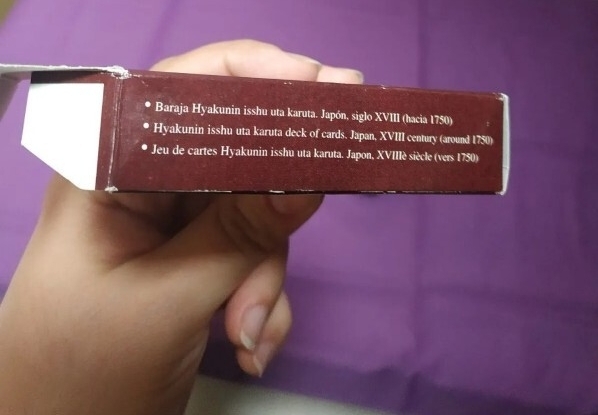 • Baraja Hyakunin isshu uta karuta. Japón, siglo XVIII (hacia 1750)
• Hyakunin isshu uta karuta deck of cards. Japan, XVIII century (around 1750)
• Jeu de cartes Hyakunin isshu uta karuta. Japon, XVIIIè siècle (vers 1750)